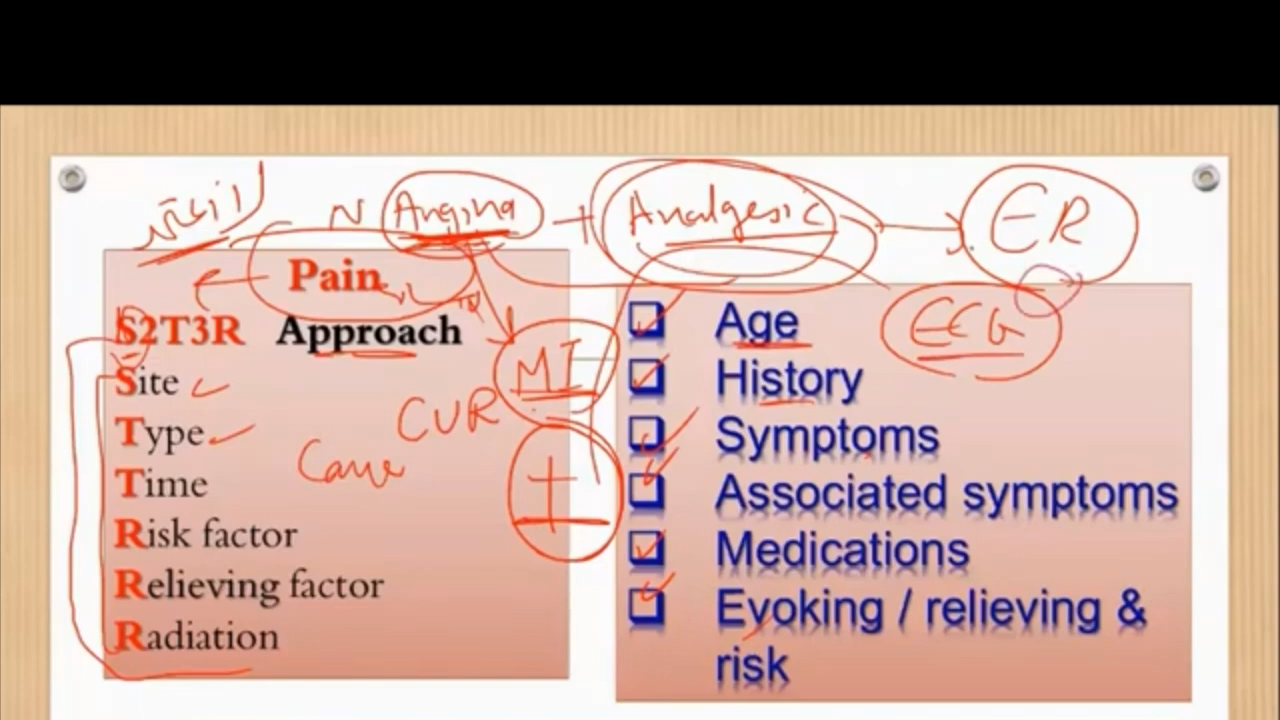 N Angina + Analgesic → ER
Pain
S2T3R Approach
Site
Type
Time
Risk factor
Relieving factor
Radiation
MI
CVR
+
ECG
Age
History
Symptoms
Associated symptoms
Medications
Evoking / relieving &
risk